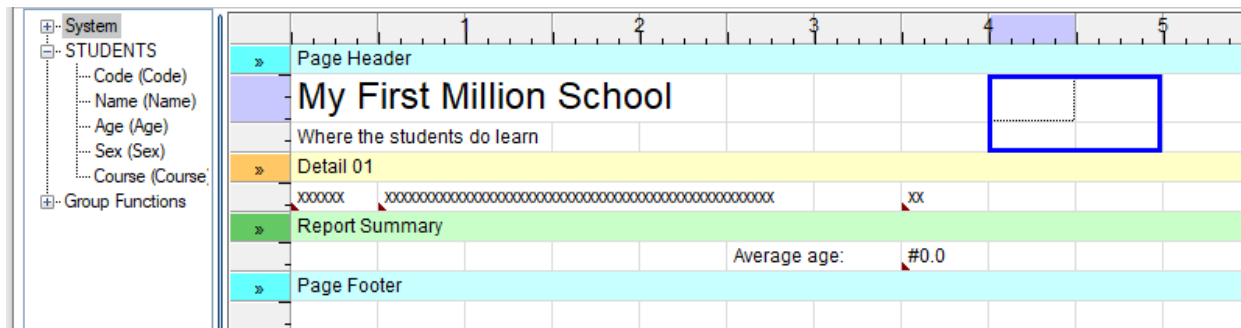 System
STUDENTS
Code (Code)
Name (Name)
Age (Age)
Sex (Sex)
Course (Course
Group Functions
1 2 3 4 5
» Page Header
My First Million School
Where the students do learn
» Detail 01
xxxxxx xxxxxxxxxxxxxxxxxxxxxxxxxxxxxxxxxxxxxxxxxxxxxxxxxx xx
» Report Summary
Average age: #0.0
» Page Footer